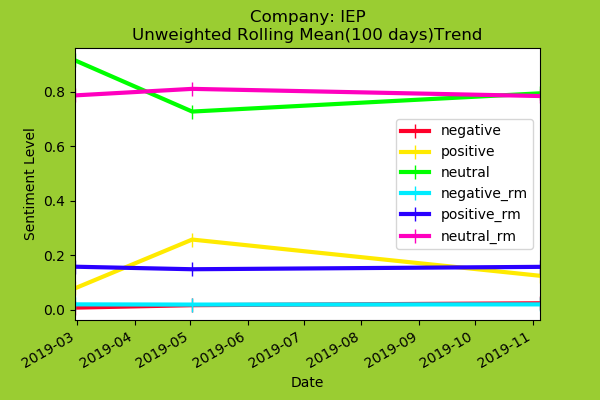 Company: IEP
Unweighted Rolling Mean(100 days)Trend
Sentiment Level
0.8
0.6
0.4
0.2
0.0
negative
positive
neutral
negative_rm
positive_rm
neutral_rm
2019-03
2019-04
2019-05
2019-06
2019-07
2019-08
2019-09
2019-10
2019-11
Date